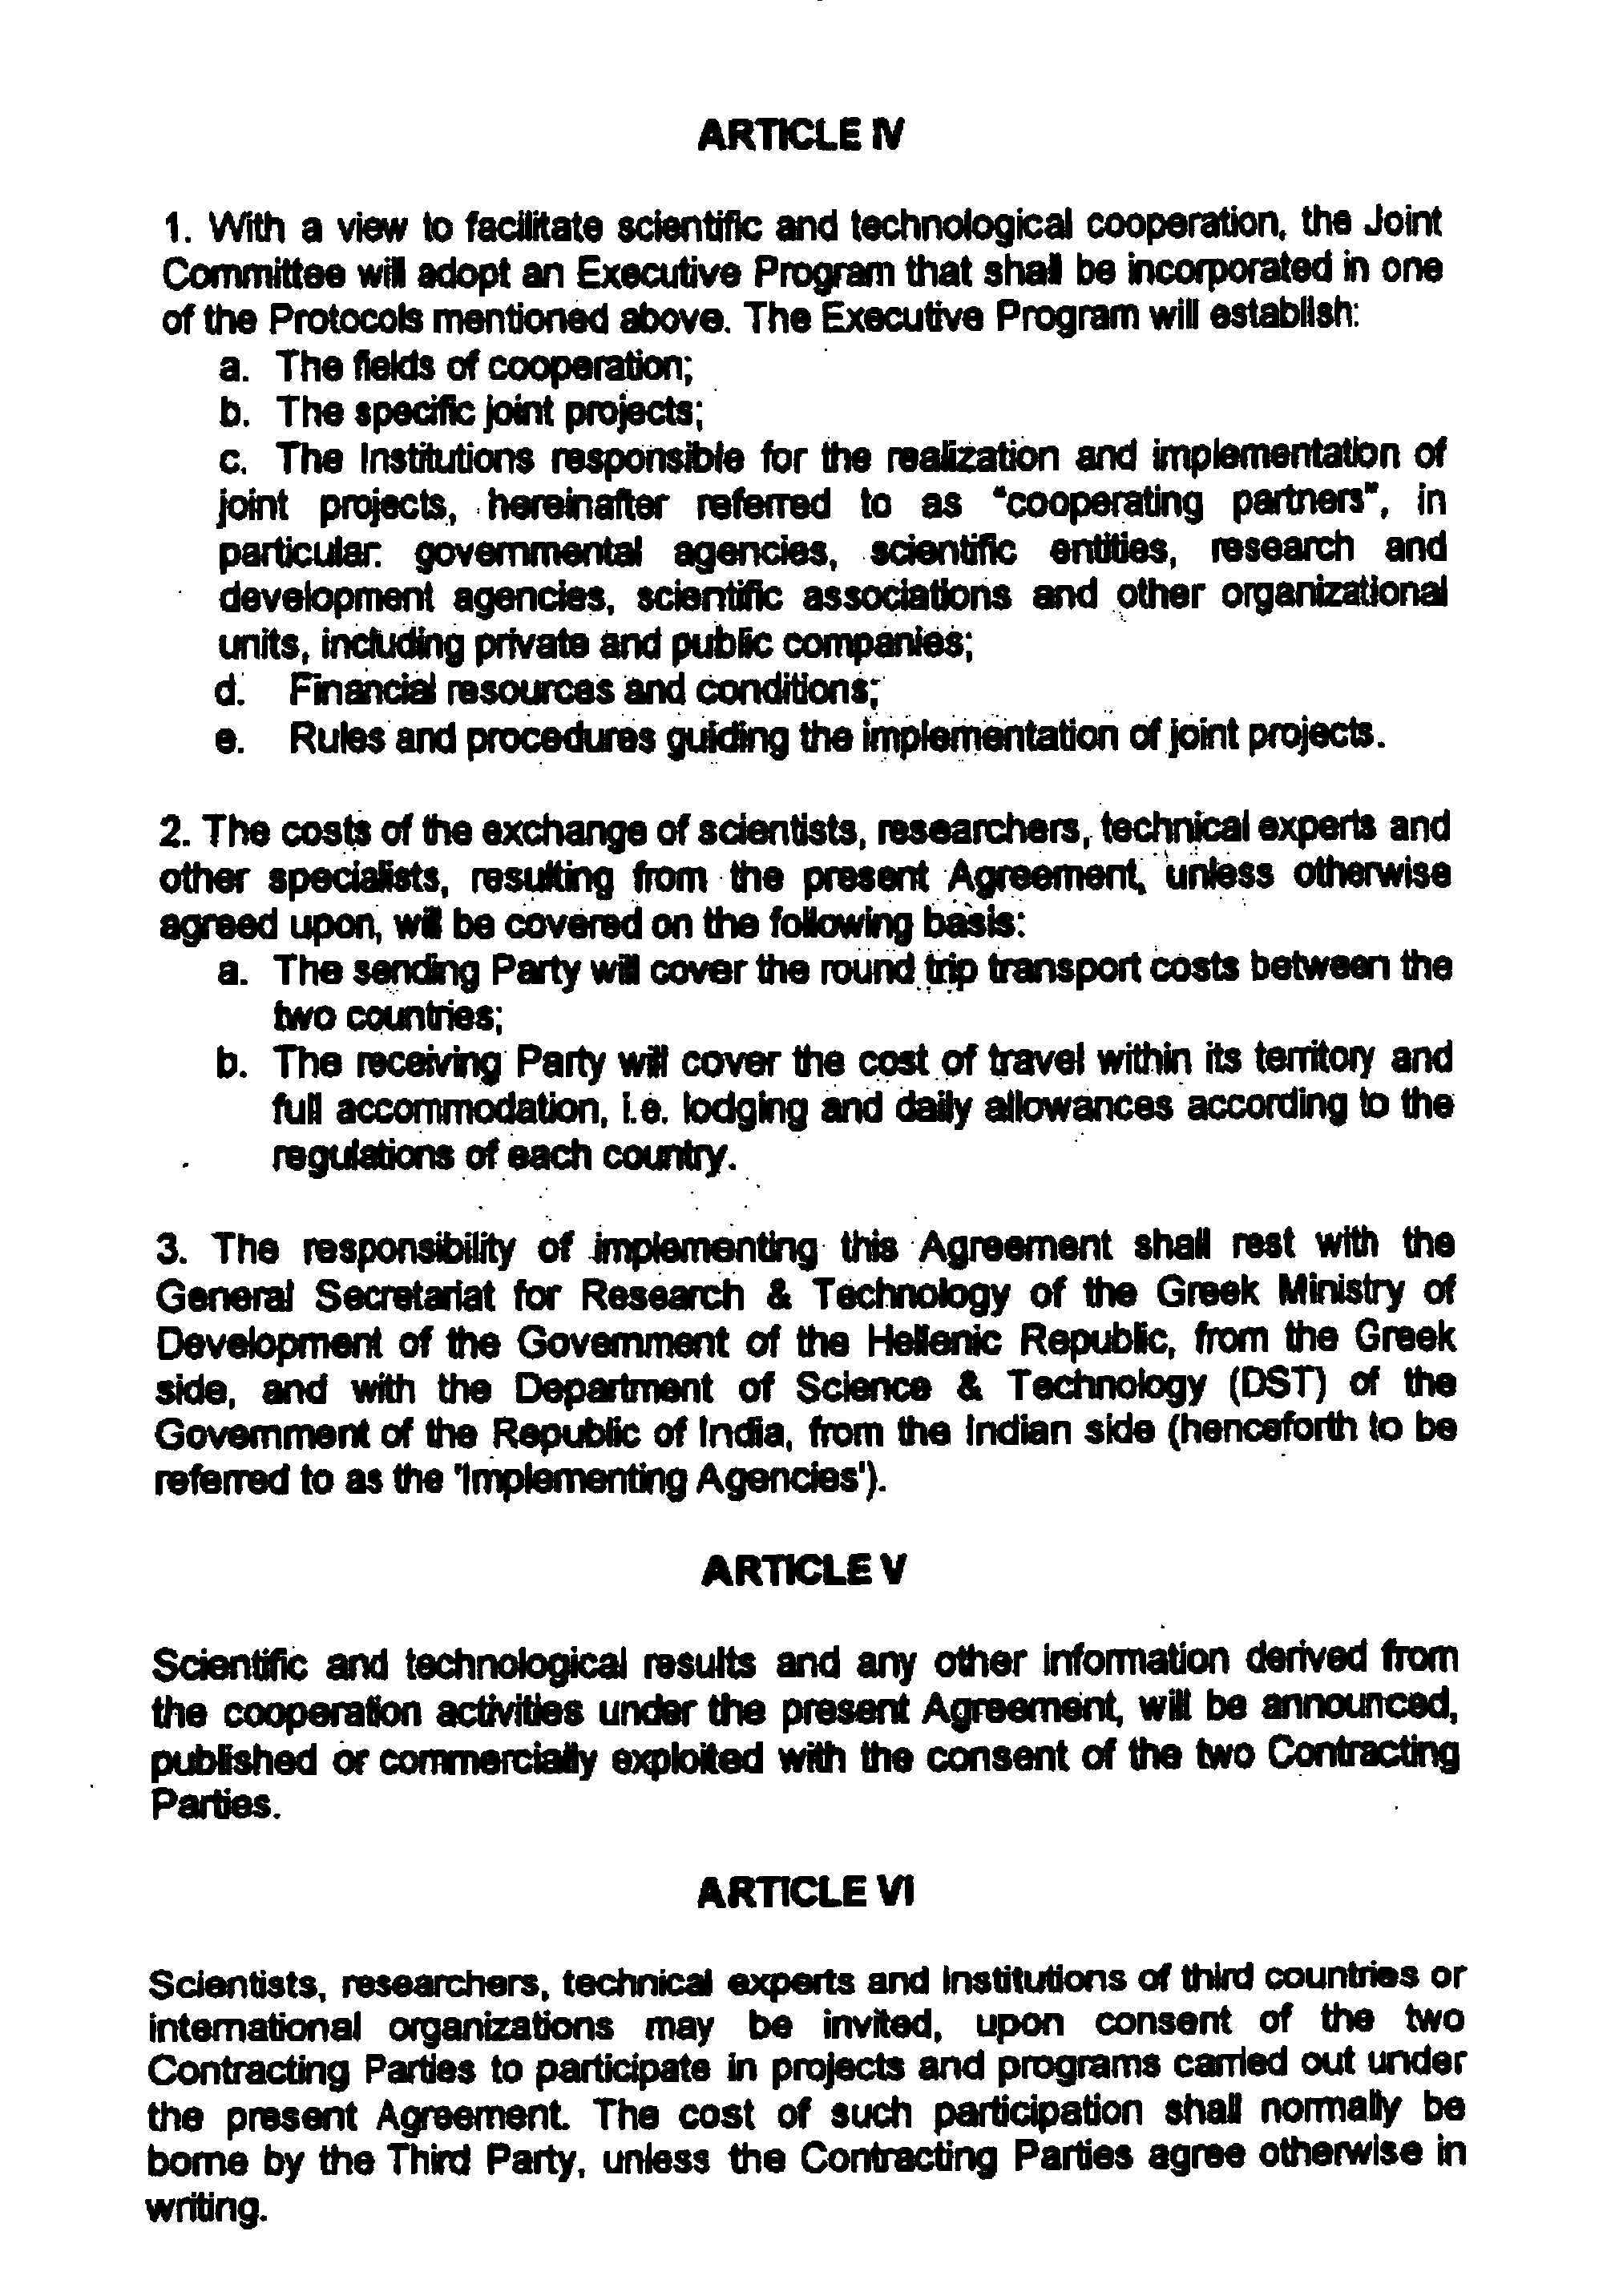 ARTICLE IV
1. With a view to facilitate scientific and technological cooperation, the Joint
Committee will adopt an Executive Program that shall be incorporated in one
of the Protocols mentioned above. The Executive Program will establish:
a. The fields of cooperation;
b. The specific joint projects;
c. The Institutions responsible for the realization and implementation of
joint projects, hereinafter referred to as "cooperating partners", in
particular: governmental agencies, scientific entities, research and
development agencies, scientific associations and other organizational
units, including private and public companies;
d. Financial resources and conditions;
e. Rules and procedures guiding the implementation of joint projects.
2. The costs of the exchange of scientists, researchers, technical experts and
other specialists, resulting from the present Agreement, unless otherwise
agreed upon, will be covered on the following basis:
a. The sending Party will cover the round trip transport costs between the
two countries;
b. The receiving Party will cover the cost of travel within its territory and
full accommodation, i.e. lodging and daily allowances according to the
regulations of each country.
3. The responsibility of implementing this Agreement shall rest with the
General Secretariat for Research & Technology of the Greek Ministry of
Development of the Government of the Hellenic Republic, from the Greek
side, and with the Department of Science & Technology (DST) of the
Government of the Republic of India, from the Indian side (henceforth to be
referred to as the 'Implementing Agencies').
ARTICLE V
Scientific and technological results and any other information derived from
the cooperation activities under the present Agreement, will be announced,
published or commercially exploited with the consent of the two Contracting
Parties.
ARTICLE VI
Scientists, researchers, technical experts and Institutions of third countries or
international organizations may be invited, upon consent of the two
Contracting Parties to participate in projects and programs carried out under
the present Agreement. The cost of such participation shall normally be
borne by the Third Party, unless the Contracting Parties agree otherwise in
writing.